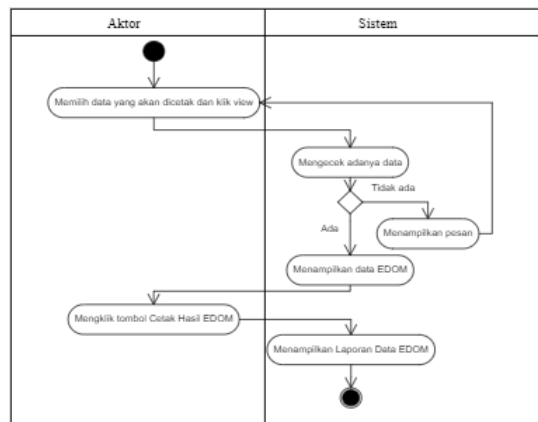 Aktor
Sistem
Memilih data yang akan dicetak dan klik view
Mengecek adanya data
Tidak ada
Menampilkan pesan
Ada
Menampilkan data EDOM
Mengklik tombol Cetak Hasil EDOM
Menampilkan Laporan Data EDOM